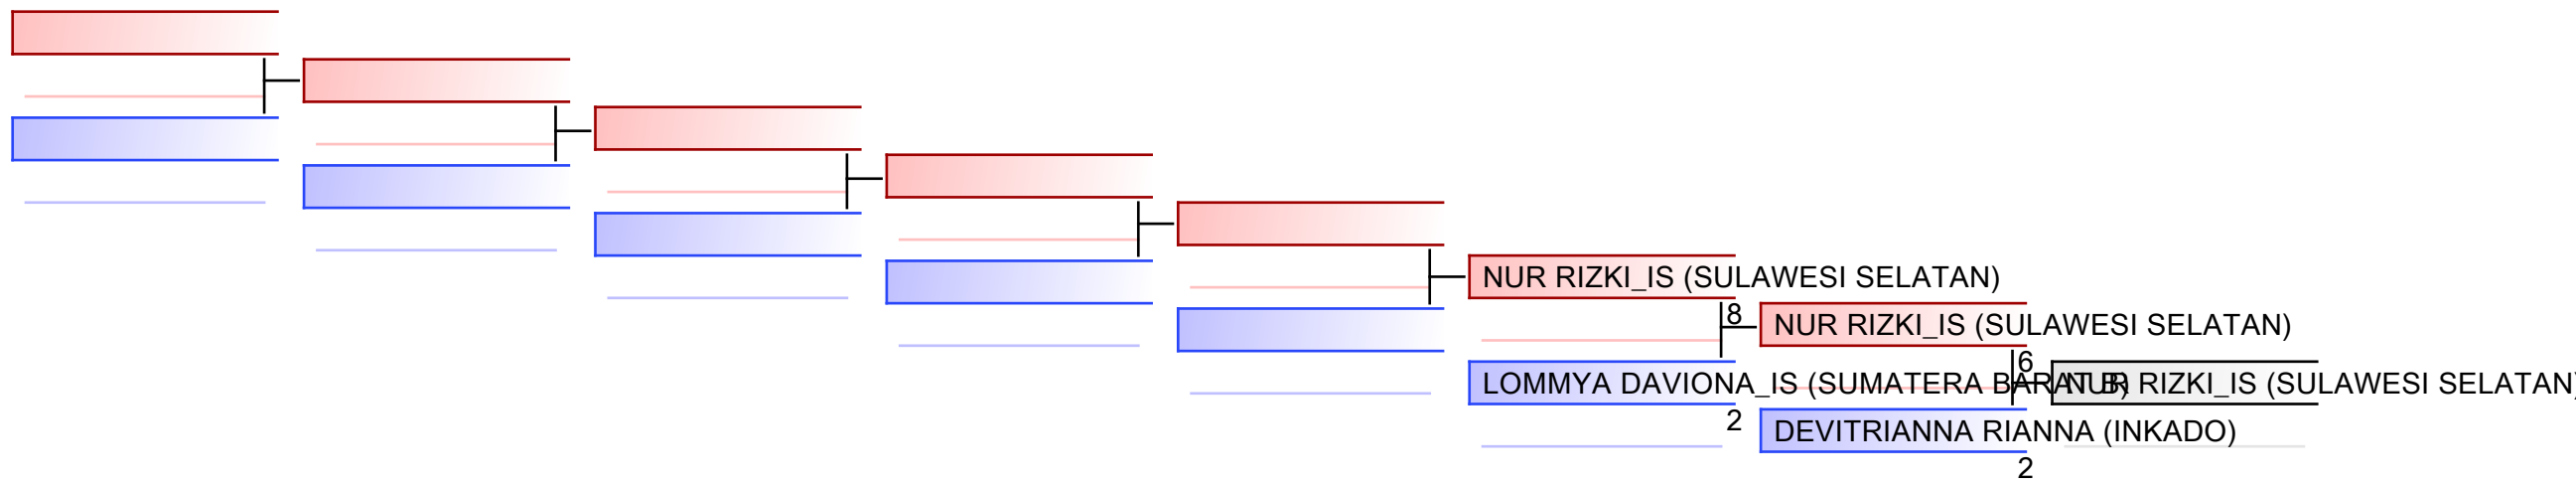 NUR RIZKI_IS (SULAWESI SELATAN)
8
NUR RIZKI_IS (SULAWESI SELATAN)
6
LOMMYA DAVIONA_IS (SUMATERA BARAT B)
NUR RIZKI_IS (SULAWESI SELATAN)
2
DEVITRIANNA RIANNA (INKADO)
2